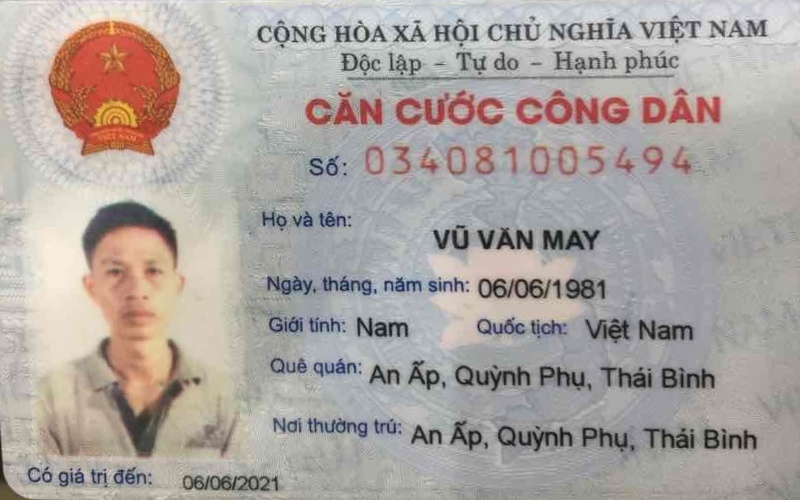 CỘNG HÒA XÃ HỘI CHỦ NGHĨA VIỆT NAM
Độc lập - Tự do - Hạnh phúc
CĂN CƯỚC CÔNG DÂN
Số: 034081005494
Họ và tên:
VŨ VĂN MAY
Ngày, tháng, năm sinh: 06/06/1981
Giới tính: Nam Quốc tịch: Việt Nam
Quê quán: An Ấp, Quỳnh Phụ, Thái Bình
Nơi thường trú: An Ấp, Quỳnh Phụ, Thái Bình
Có giá trị đến: 06/06/2021